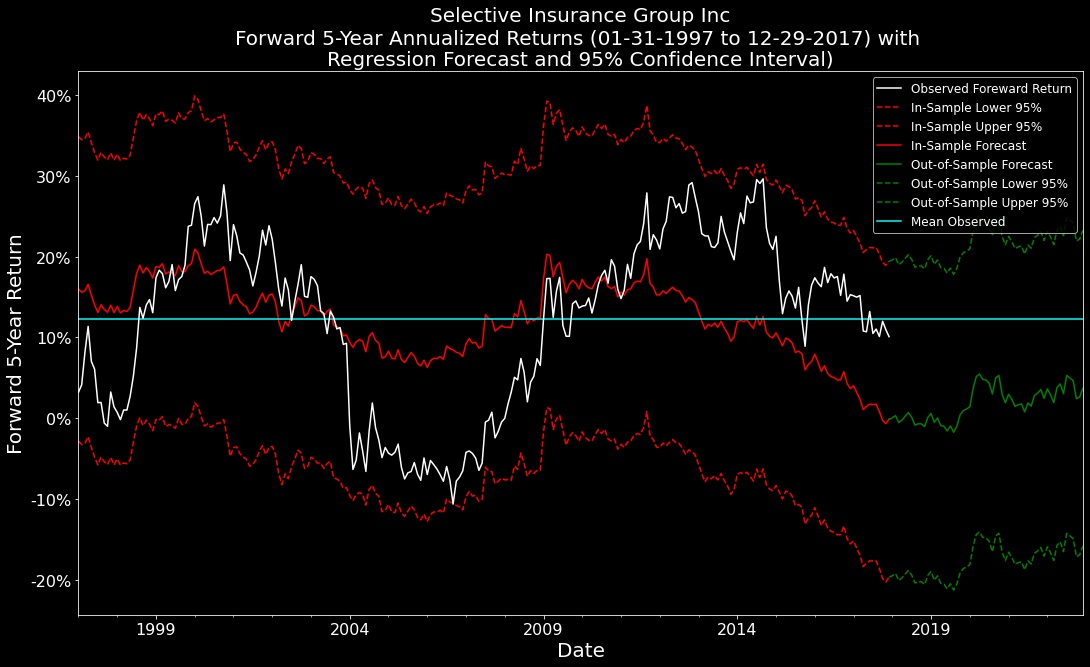 Selective Insurance Group Inc
Forward 5-Year Annualized Returns (01-31-1997 to 12-29-2017) with
Regression Forecast and 95% Confidence Interval)
Forward 5-Year Return
40%
30%
20%
10%
0%
-10%
-20%
Observed Foreward Return
In-Sample Lower 95%
In-Sample Upper 95%
In-Sample Forecast
Out-of-Sample Forecast
Out-of-Sample Lower 95%
Out-of-Sample Upper 95%
Mean Observed
1999
2004
2009
2014
2019
Date